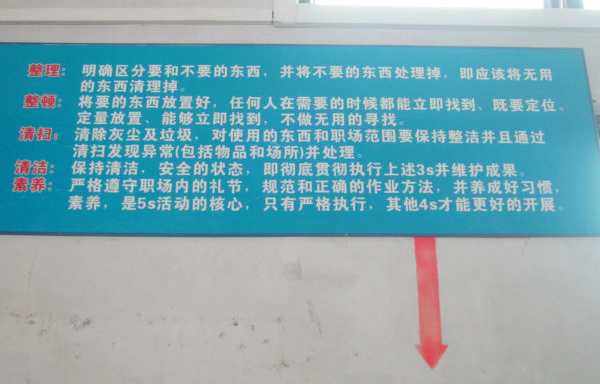 整理：明确区分要和不要的东西，并将不要的东西处理掉，即应该将无用
的东西清理掉。
整顿：将要的东西放置好，任何人在需要的时候都能立即找到、既要定位、
定量放置、能够立即找到，不做无用的寻找。
清扫：清除灰尘及垃圾，对使用的东西和职场范围要保持整洁并且通过
清扫发现异常(包括物品和场所)并处理。
清洁：保持清洁，安全的状态，即彻底贯彻执行上述3s并维护成果。
素养：严格遵守职场内的礼节，规范和正确的作业方法，并养成好习惯，
素养，是5s活动的核心，只有严格执行，其他4s才能更好的开展。